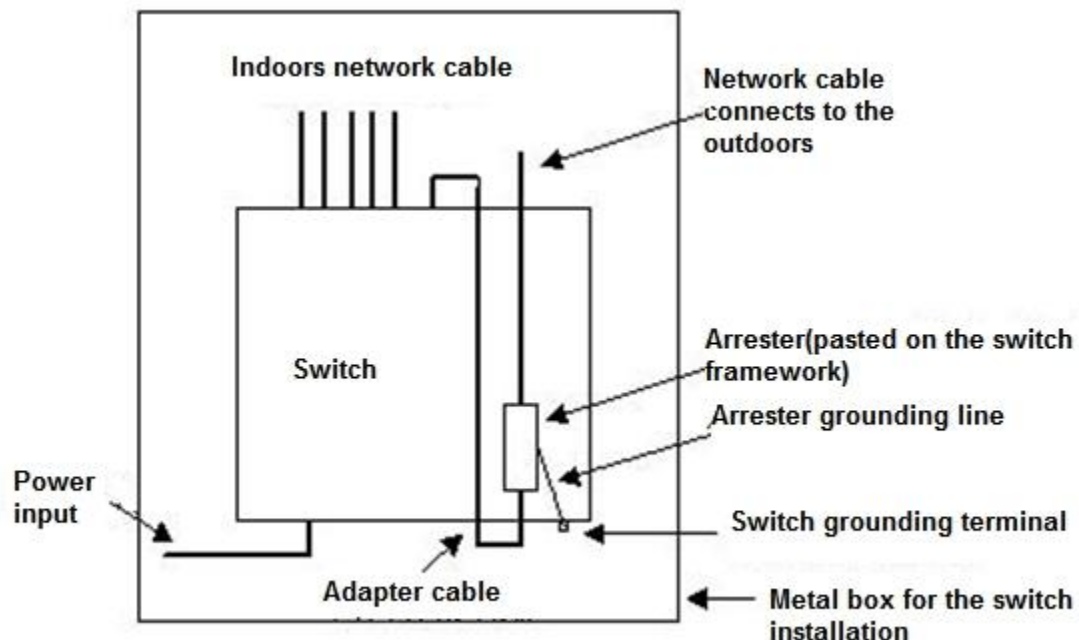 Indoors network cable
Network cable
connects to the
outdoors
Arrester(pasted on the switch
framework)
Arrester grounding line
Switch
Power
input
Switch grounding terminal
Adapter cable
Metal box for the switch
installation